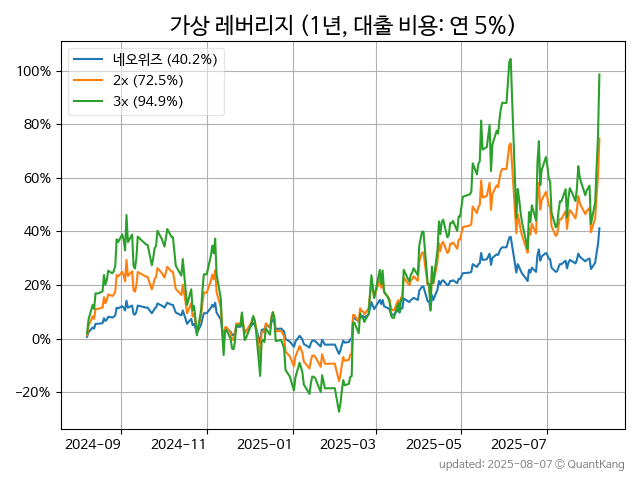 가상 레버리지 (1년, 대출 비용: 연 5%)
네오위즈 (40.2%)
2x (72.5%)
3x (94.9%)
100%
80%
60%
40%
20%
0%
−20%
2024-09
2024-11
2025-01
2025-03
2025-05
2025-07
updated: 2025-08-07 © QuantKang